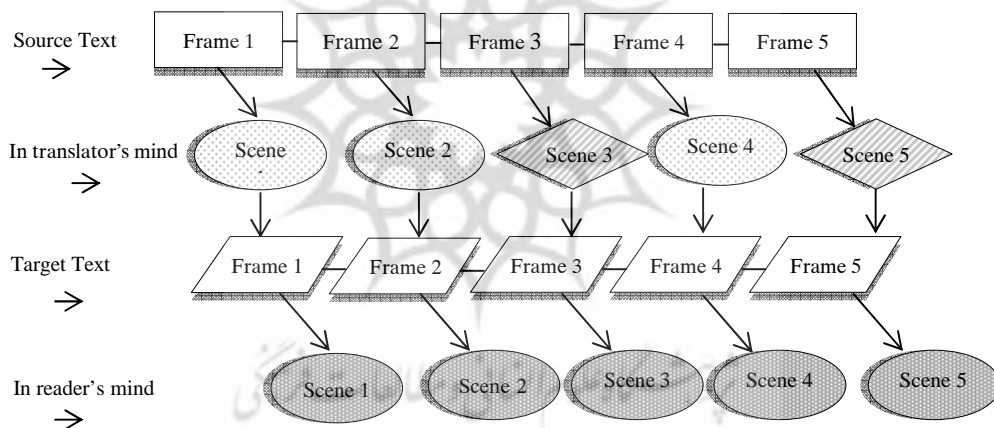 Source Text
Frame 1 Frame 2 Frame 3 Frame 4 Frame 5
In translator's mind
Scene Scene 2 Scene 3 Scene 4 Scene 5
Target Text
Frame 1 Frame 2 Frame 3 Frame 4 Frame 5
In reader's mind
Scene 1 Scene 2 Scene 3 Scene 4 Scene 5